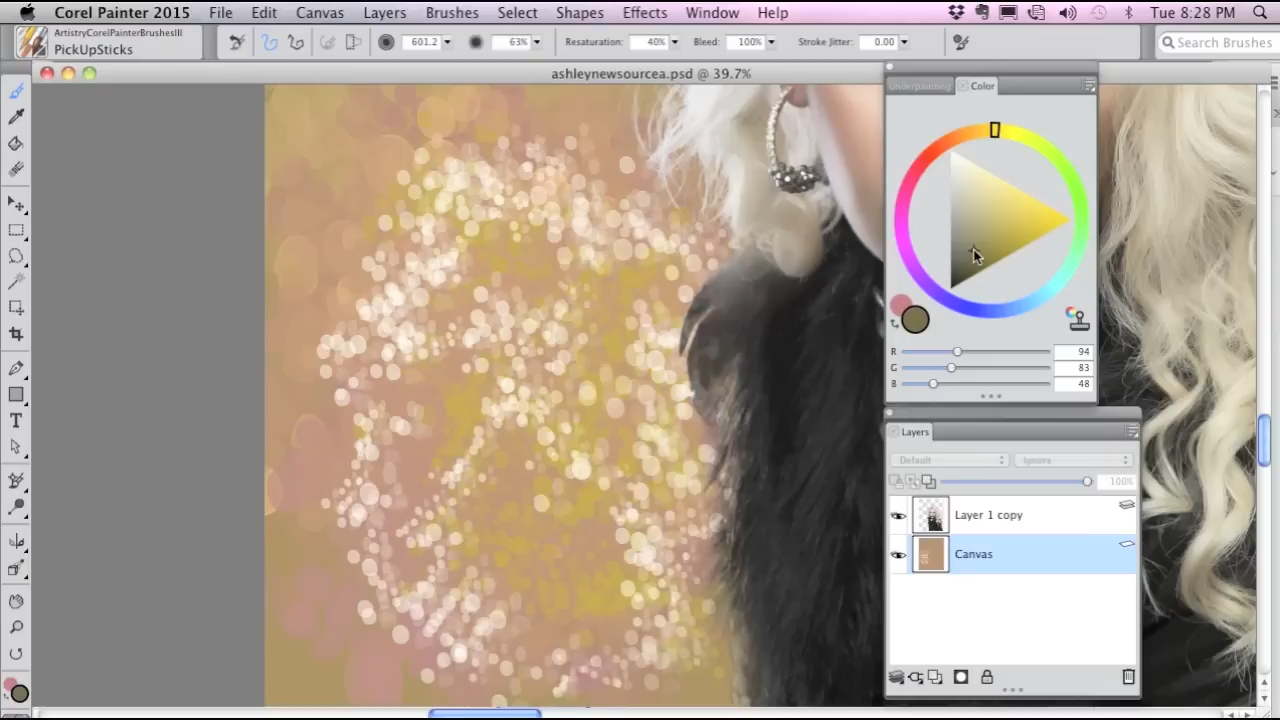 Corel Painter 2015 File Edit Canvas Layers Brushes Select Shapes Effects Window Help Tue 8:28 PM
ArtistryCorelPainterBrushesIII
PickUpSticks
601.2 63% Resaturation: 40% Bleed: 100% Stroke Jitter: 0.00 Search Brushes
ashleynewsourcea.psd @ 39.7%
Underpainting Color
R 94
G 83
B 48
Layers
Default Ignore
100%
Layer 1 copy
Canvas
T